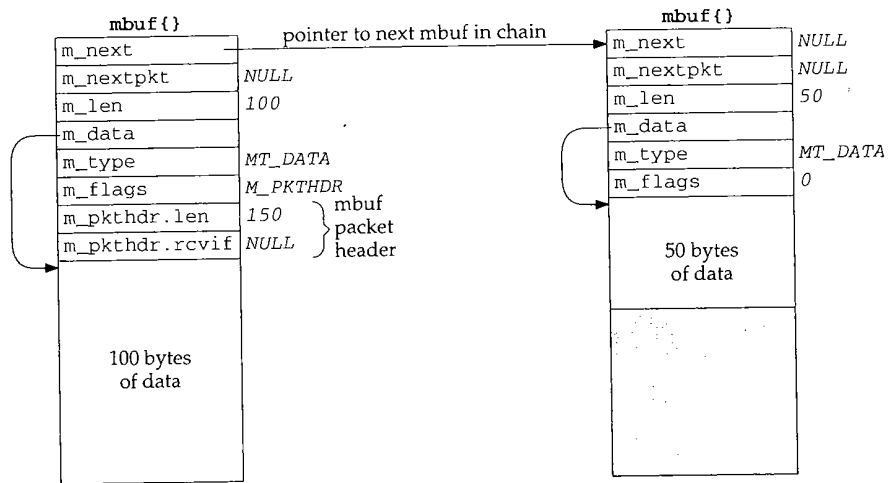 mbuf{}
m_next
pointer to next mbuf in chain
m_nextpkt NULL
m_len 100
m_data
m_type MT_DATA
m_flags M_PKTHDR
m_pkthdr.len 150
m_pkthdr.rcvif NULL
mbuf
packet
header
100 bytes
of data
mbuf{}
m_next NULL
m_nextpkt NULL
m_len 50
m_data
m_type MT_DATA
m_flags 0
50 bytes
of data